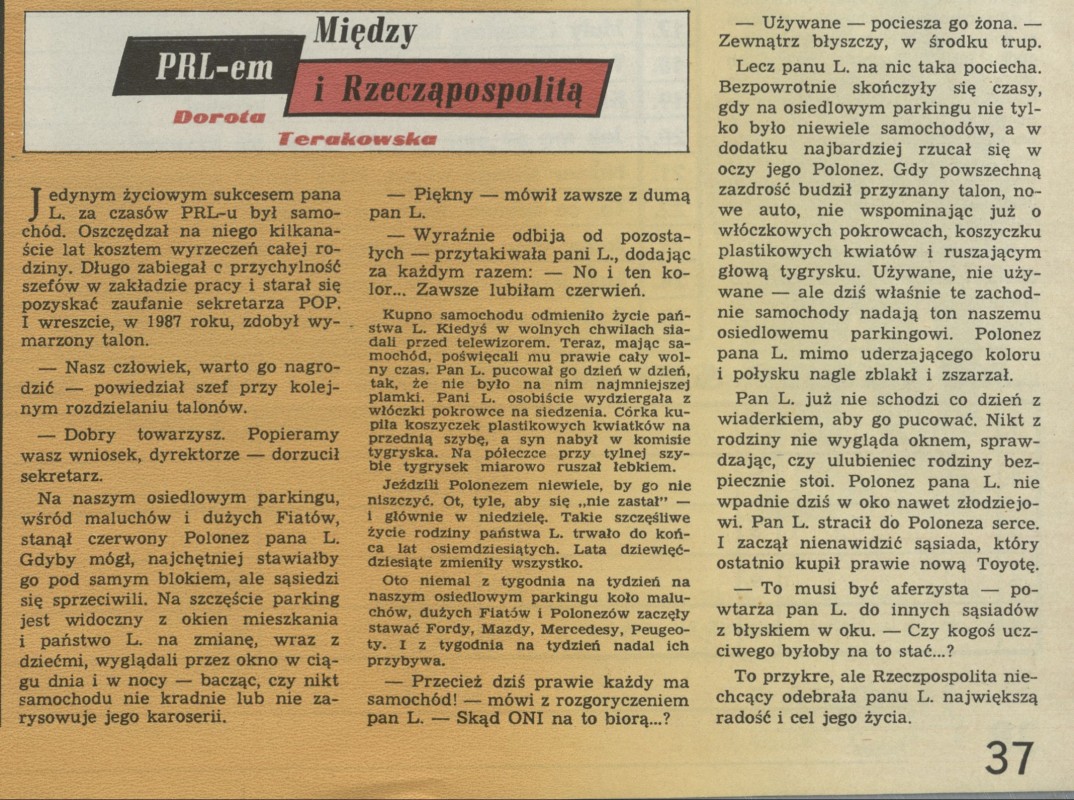 Między
PRL-em
i Rzecząpospolitą
Dorota
Terakowska
Jedynym życiowym sukcesem pana
L. za czasów PRL-u był samo-
chód. Oszczędzał na niego kilkana-
ście lat kosztem wyrzeczeń całej ro-
dziny. Długo zabiegał o przychylność
szefów w zakładzie pracy i starał się
pozyskać zaufanie sekretarza POP.
I wreszcie, w 1987 roku, zdobył wy-
marzony talon.
— Nasz człowiek, warto go nagro-
dzić — powiedział szef przy kolej-
nym rozdzielaniu talonów.
— Dobry towarzysz. Popieramy
wasz wniosek, dyrektorze — dorzucił
sekretarz.
Na naszym osiedlowym parkingu,
wśród maluchów i dużych Fiatów,
stanął czerwony Polonez pana L.
Gdyby mógł, najchętniej stawiałby
go pod samym blokiem, ale sąsiedzi
się sprzeciwili. Na szczęście parking
jest widoczny z okien mieszkania
i państwo L. na zmianę, wraz z
dziećmi, wyglądali przez okno w cią-
gu dnia i w nocy — bacząc, czy nikt
samochodu nie kradnie lub nie za-
rysowuje jego karoserii.
— Piękny — mówił zawsze z dumą
pan L.
— Wyraźnie odbija od pozosta-
łych — przytakiwała pani L., dodając
za każdym razem: — No i ten ko-
lor... Zawsze lubiłam czerwień.
Kupno samochodu odmieniło życie pań-
stwa L. Kiedyś w wolnych chwilach sia-
dali przed telewizorem. Teraz, mając sa-
mochód, poświęcali mu prawie cały wol-
ny czas. Pan L. pucował go dzień w dzień,
tak, że nie było na nim najmniejszej
plamki. Pani L. osobiście wydziergała z
włóczki pokrowce na siedzenia. Córka ku-
piła koszyczek plastikowych kwiatków na
przednią szybę, a syn nabył w komisie
tygryska. Na półeczce przy tylnej szy-
bie tygrysek miarowo ruszał łebkiem.
Jeździli Polonezem niewiele, by go nie
niszczyć. Ot, tyle, aby się „nie zastał" —
i głównie w niedzielę. Takie szczęśliwe
życie rodziny państwa L. trwało do koń-
ca lat osiemdziesiątych. Lata dziewięć-
dziesiąte zmieniły wszystko.
Oto niemal z tygodnia na tydzień na
naszym osiedlowym parkingu koło malu-
chów, dużych Fiatów i Polonezów zaczęły
stawać Fordy, Mazdy, Mercedesy, Peugeo-
ty. I z tygodnia na tydzień nadal ich
przybywa.
— Przecież dziś prawie każdy ma
samochód! — mówi z rozgoryczeniem
pan L. — Skąd ONI na to biorą...?
— Używane — pociesza go żona. —
Zewnątrz błyszczy, w środku trup.
Lecz panu L. na nic taka pociecha.
Bezpowrotnie skończyły się czasy,
gdy na osiedlowym parkingu nie tyl-
ko było niewiele samochodów, a w
dodatku najbardziej rzucał się w
oczy jego Polonez. Gdy powszechną
zazdrość budził przyznany talon, no-
we auto, nie wspominając już o
włóczkowych pokrowcach, koszyczku
plastikowych kwiatów i ruszającym
głową tygrysku. Używane, nie uży-
wane — ale dziś właśnie te zachod-
nie samochody nadają ton naszemu
osiedlowemu parkingowi. Polonez
pana L. mimo uderzającego koloru
i połysku nagle zblakł i zszarzał.
Pan L. już nie schodzi co dzień z
wiaderkiem, aby go pucować. Nikt z
rodziny nie wygląda oknem, spraw-
dzając, czy ulubieniec rodziny bez-
piecznie stoi. Polonez pana L. nie
wpadnie dziś w oko nawet złodziejo-
wi. Pan L. stracił do Poloneza serce.
I zaczął nienawidzić sąsiada, który
ostatnio kupił prawie nową Toyotę.
— To musi być aferzysta — po-
wtarza pan L. do innych sąsiadów
z błyskiem w oku. — Czy kogoś ucz-
ciwego byłoby na to stać...?
To przykre, ale Rzeczpospolita nie-
chcący odebrała panu L. największą
radość i cel jego życia.
37